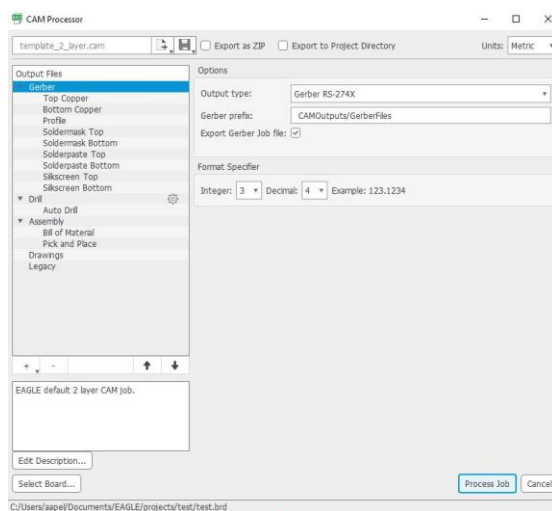 CAM Processor
template_2_layer.cam
Export as ZIP
Export to Project Directory
Units: Metric
Output Files
Gerber
Top Copper
Bottom Copper
Profile
Soldermask Top
Soldermask Bottom
Solderpaste Top
Solderpaste Bottom
Silkscreen Top
Silkscreen Bottom
Drill
Auto Drill
Assembly
Bill of Material
Pick and Place
Drawings
Legacy
+ -
EAGLE default 2 layer CAM job.
Edit Description...
Select Board...
Options
Output type: Gerber RS-274X
Gerber prefix: CAMOutputs/GerberFiles
Export Gerber Job file:
Format Specifier
Integer: 3 Decimal: 4 Example: 123.1234
Process Job
Cancel
C:/Users/aapel/Documents/EAGLE/projects/test/test.brd